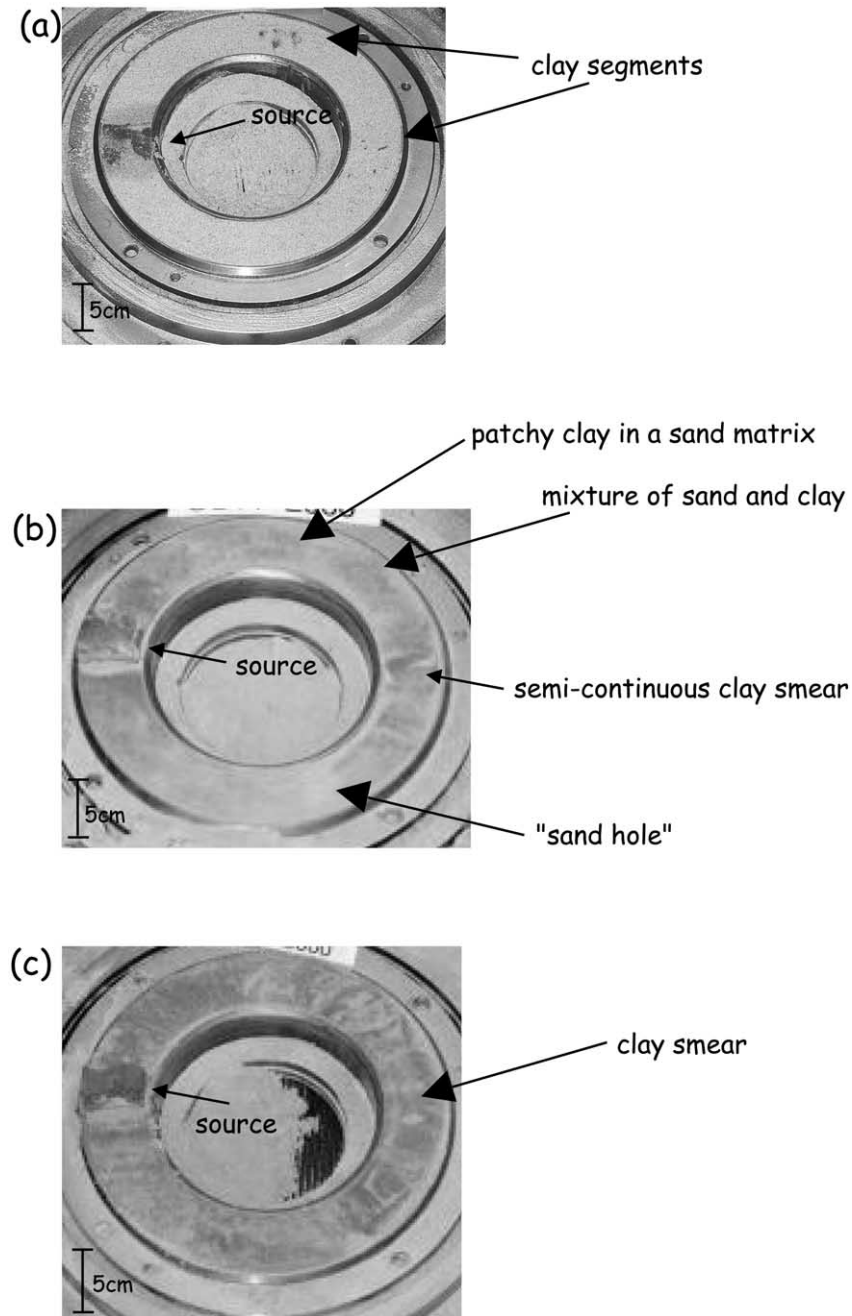 (a)
clay segments
source
5cm
patchy clay in a sand matrix
mixture of sand and clay
(b)
source
semi-continuous clay smear
5cm
"sand hole"
(c)
clay smear
source
5cm